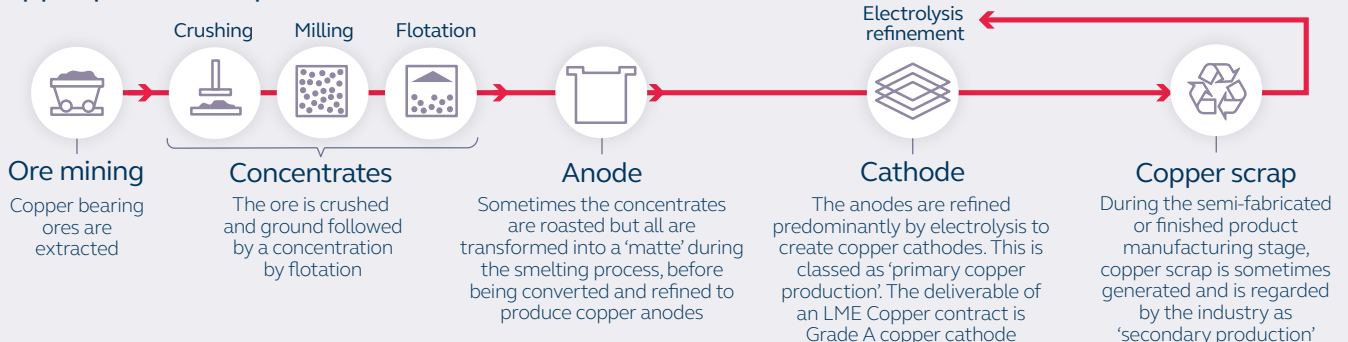 Crushing
Milling
Flotation
Electrolysis
refinement
Ore mining
Copper bearing
ores are
extracted
Concentrates
The ore is crushed
and ground followed
by a concentration
by flotation
Anode
Sometimes the concentrates
are roasted but all are
transformed into a ‘matte’ during
the smelting process, before
being converted and refined to
produce copper anodes
Cathode
The anodes are refined
predominantly by electrolysis to
create copper cathodes. This is
classed as ‘primary copper
production’. The deliverable of
an LME Copper contract is
Grade A copper cathode
Copper scrap
During the semi-fabricated
or finished product
manufacturing stage,
copper scrap is sometimes
generated and is regarded
by the industry as
‘secondary production’